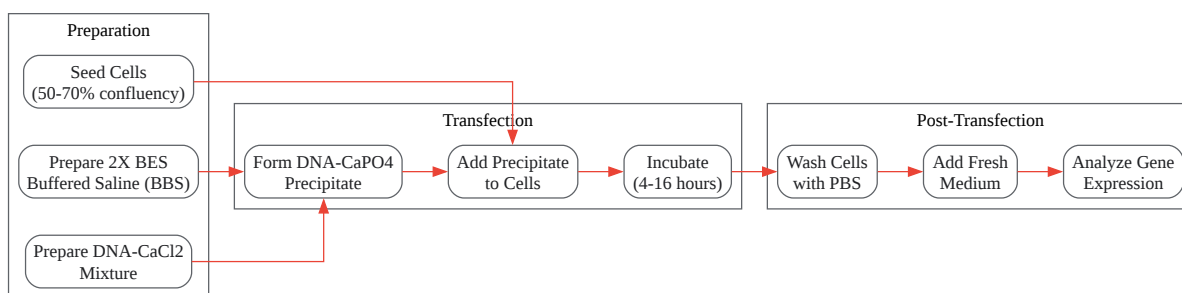 Preparation
Seed Cells
(50-70% confluency)
Prepare 2X BES
Buffered Saline (BBS)
Prepare DNA-CaCl2
Mixture
Transfection
Form DNA-CaPO4
Precipitate
Add Precipitate
to Cells
Incubate
(4-16 hours)
Post-Transfection
Wash Cells
with PBS
Add Fresh
Medium
Analyze Gene
Expression